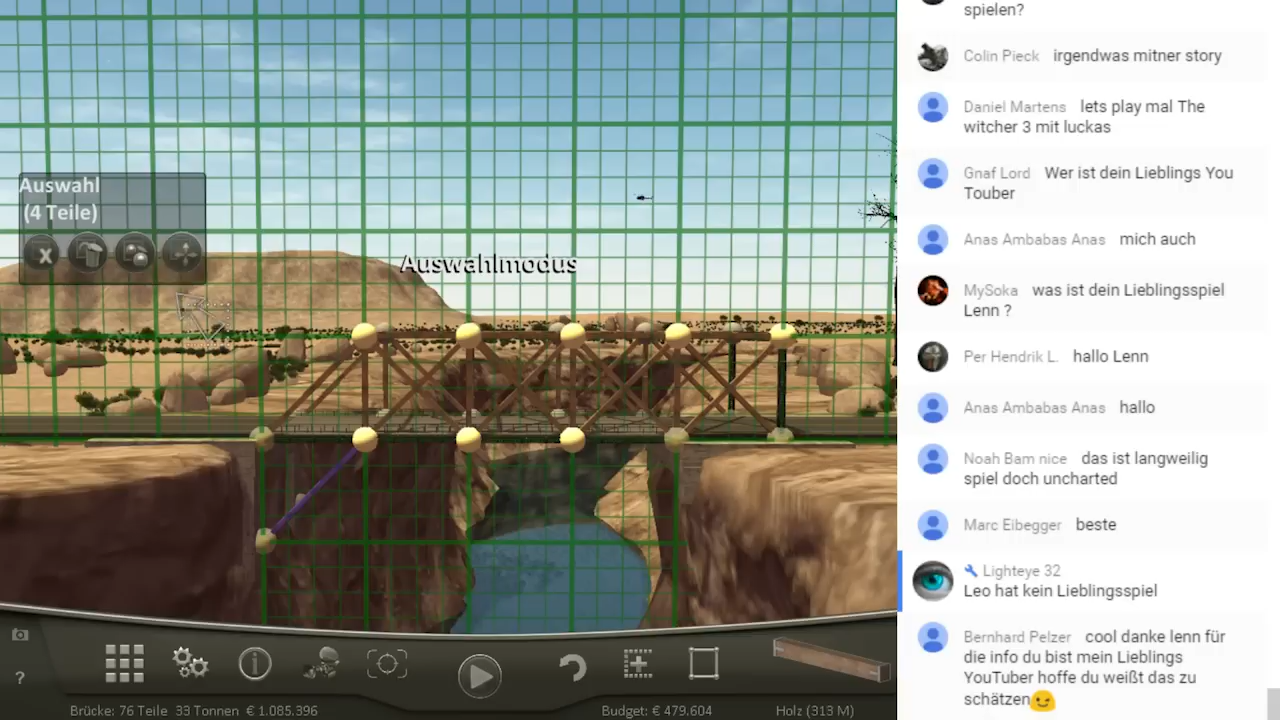 Auswahl
(4 Teile)
Auswahlmodus
Brücke: 76 Teile 33 Tonnen € 1.085.396
Budget: € 479.604
Holz (313 M)
spielen?
Colin Pieck irgendwas mitner story
Daniel Martens lets play mal The
witcher 3 mit luckas
Gnaf Lord Wer ist dein Lieblings You
Touber
Anas Ambabas Anas mich auch
MySoka was ist dein Lieblingsspiel
Lenn ?
Per Hendrik L. hallo Lenn
Anas Ambabas Anas hallo
Noah Bam nice das ist langweilig
spiel doch uncharted
Marc Eibegger beste
Lighteye 32
Leo hat kein Lieblingsspiel
Bernhard Pelzer cool danke lenn für
die info du bist mein Lieblings
YouTuber hoffe du weißt das zu
schätzen😉